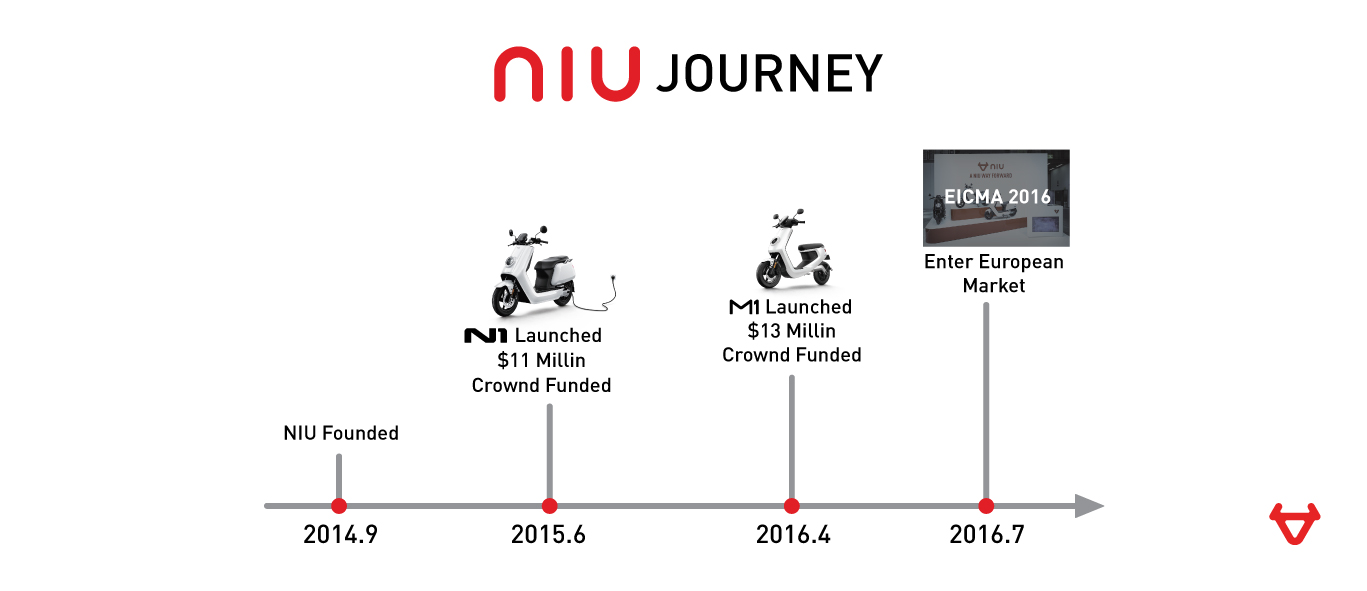 niu JOURNEY
niu
A NIU WAY FORWARD
EICMA 2016
Enter European
Market
M1 Launched
$13 Millin
Crownd Funded
N1 Launched
$11 Millin
Crownd Funded
NIU Founded
2014.9
2015.6
2016.4
2016.7